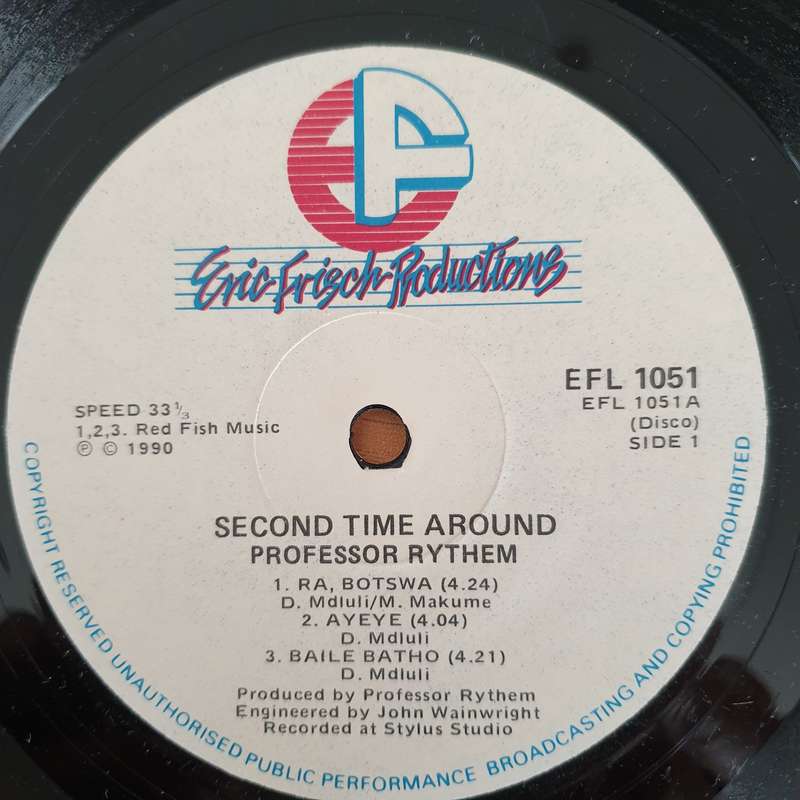 EF
Eric Frisch Productions
EFL 1051
EFL 1051A
(Disco)
SIDE 1
SPEED 33⅓
1,2,3. Red Fish Music
℗ © 1990
SECOND TIME AROUND
PROFESSOR RYTHEM
1. RA, BOTSWA (4.24)
D. Mdluli/M. Makume
2. AYEYE (4.04)
D. Mdluli
3. BAILE BATHO (4.21)
D. Mdluli
Produced by Professor Rythem
Engineered by John Wainwright
Recorded at Stylus Studio
COPYRIGHT RESERVED UNAUTHORISED PUBLIC PERFORMANCE BROADCASTING AND COPYING PROHIBITED